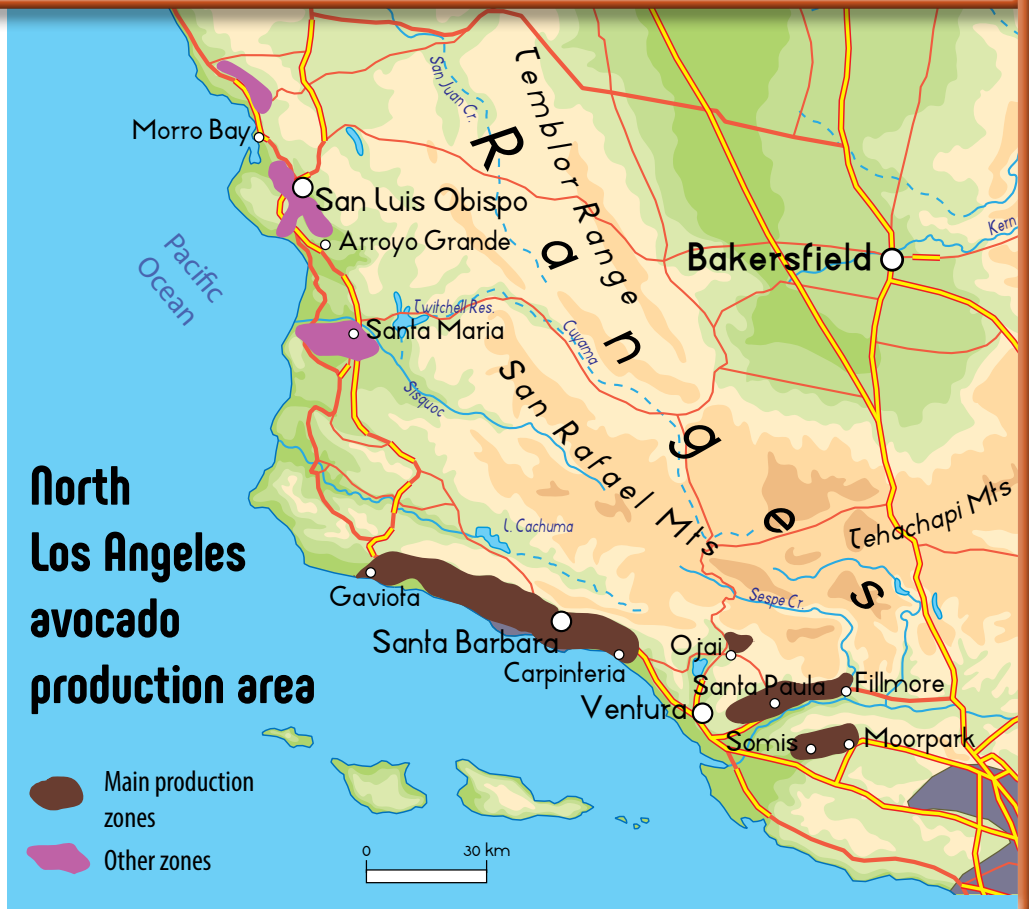 San Juan Cr.
Temblor Range
Ranges
Morro Bay
San Luis Obispo
Arroyo Grande
Kern
Bakersfield
Pacific
Ocean
Twitchell Res.
Santa Maria
Cuyama
Sisquoc
San Rafael Mts
Tehachapi Mts
North
Los Angeles
avocado
production area
L. Cachuma
Gaviota
Sespe Cr.
Santa Barbara
Carpinteria
Ojai
Santa Paula
Fillmore
Ventura
Somis
Moorpark
Main production
zones
Other zones
0 30 km